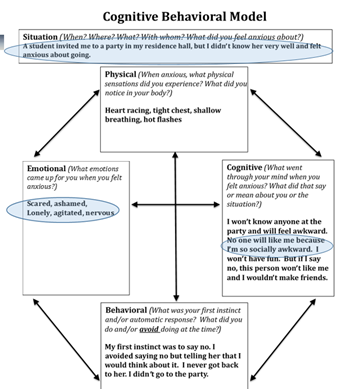 Cognitive Behavioral Model
Situation (When? Where? What? With whom? What did you feel anxious about?)
A student invited me to a party in my residence hall, but I didn't know her very well and felt
anxious about going.
Physical (When anxious, what physical
sensations did you experience? What did you
notice in your body?)
Heart racing, tight chest, shallow
breathing, hot flashes
Emotional (What emotions
came up for you when you felt
anxious?)
Scared, ashamed,
Lonely, agitated, nervous
Cognitive (What went
through your mind when you
felt anxious? What did that say
or mean about you or the
situation?)
I won't know anyone at the
party and will feel awkward.
No one will like me because
I'm so socially awkward. I
won't have fun. But if I say
no, this person won't like me
and I wouldn't make friends.
Behavioral (What was your first instinct
and/or automatic response? What did you
do and/or avoid doing at the time?)
My first instinct was to say no. I
avoided saying no but telling her that I
would think about it. I never got back
to her. I didn't go to the party.